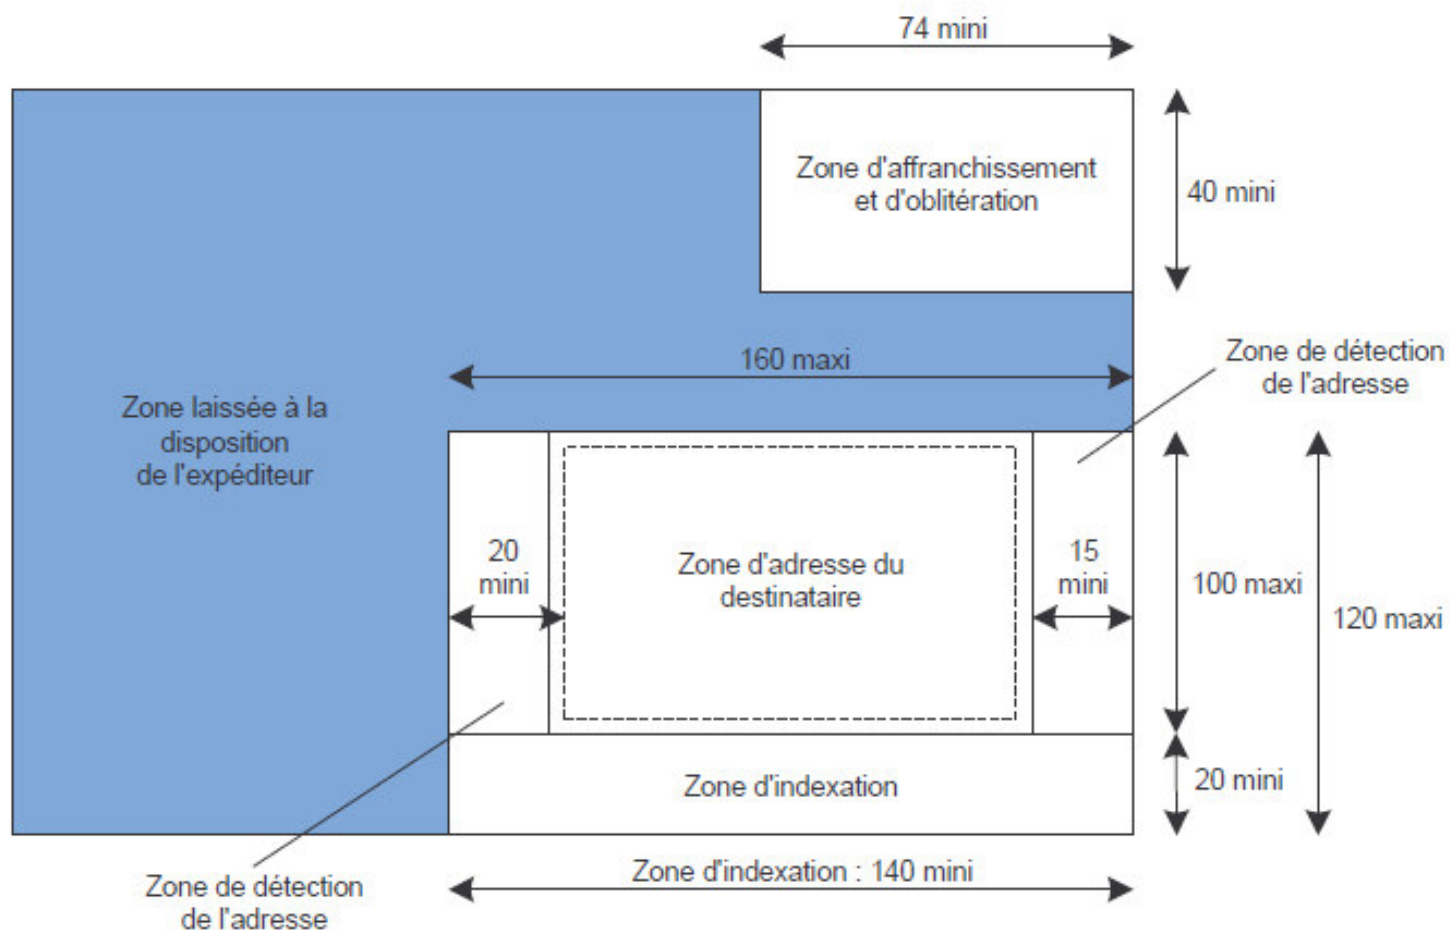 74 mini
Zone d'affranchissement
et d'oblitération
40 mini
160 maxi
Zone de détection
de l'adresse
Zone laissée à la
disposition
de l'expéditeur
20
mini
Zone d'adresse du
destinataire
15
mini
100 maxi
120 maxi
Zone d'indexation
20 mini
Zone d'indexation : 140 mini
Zone de détection
de l'adresse